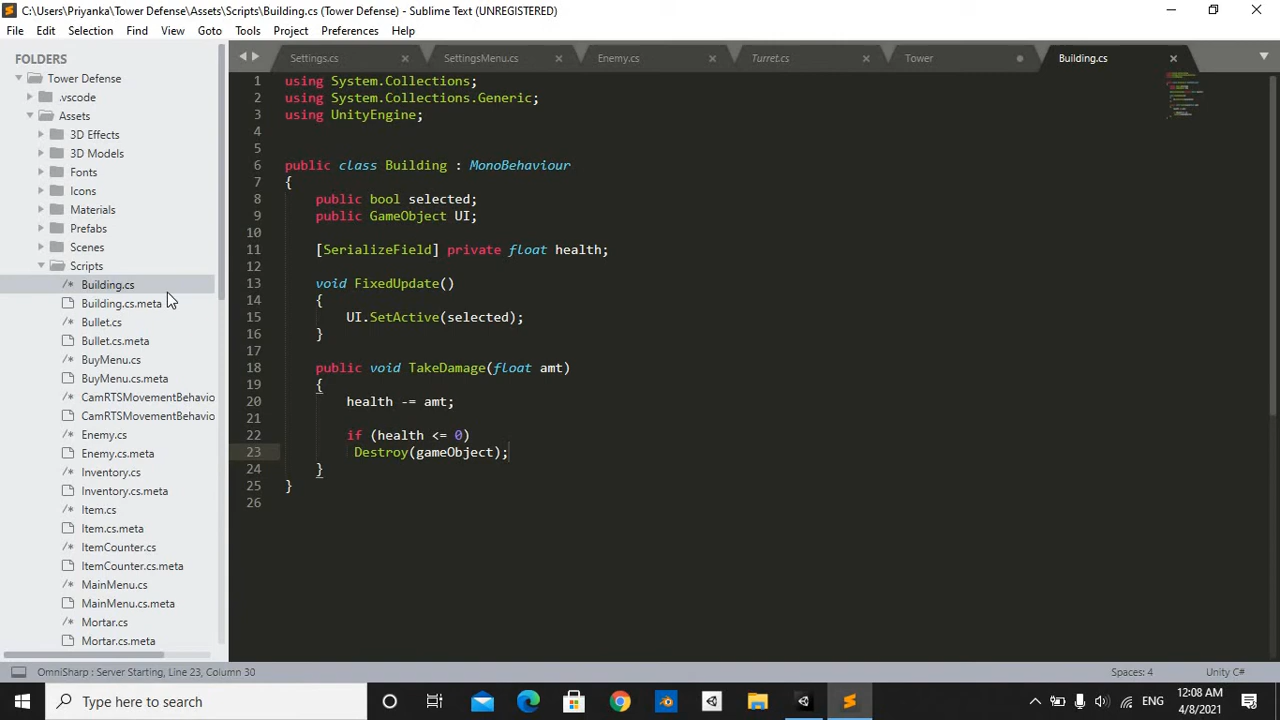 C:\Users\Priyanka\Tower Defense\Assets\Scripts\Building.cs (Tower Defense) - Sublime Text (UNREGISTERED)
File Edit Selection Find View Goto Tools Project Preferences Help
FOLDERS
Tower Defense
.vscode
Assets
3D Effects
3D Models
Fonts
Icons
Materials
Prefabs
Scenes
Scripts
/* Building.cs
Building.cs.meta
/* Bullet.cs
Bullet.cs.meta
/* BuyMenu.cs
BuyMenu.cs.meta
/* CamRTSMovementBehavio
CamRTSMovementBehavio
/* Enemy.cs
Enemy.cs.meta
/* Inventory.cs
Inventory.cs.meta
/* Item.cs
Item.cs.meta
/* ItemCounter.cs
ItemCounter.cs.meta
/* MainMenu.cs
MainMenu.cs.meta
/* Mortar.cs
Mortar.cs.meta
Settings.cs SettingsMenu.cs Enemy.cs Turret.cs Tower Building.cs
1 using System.Collections;
2 using System.Collections.Generic;
3 using UnityEngine;
4
5
6 public class Building : MonoBehaviour
7 {
8 public bool selected;
9 public GameObject UI;
10
11 [SerializeField] private float health;
12
13 void FixedUpdate()
14 {
15 UI.SetActive(selected);
16 }
17
18 public void TakeDamage(float amt)
19 {
20 health -= amt;
21
22 if (health <= 0)
23 Destroy(gameObject);
24 }
25 }
26
OmniSharp : Server Starting, Line 23, Column 30 Spaces: 4 Unity C#
Type here to search
ENG
12:08 AM
4/8/2021